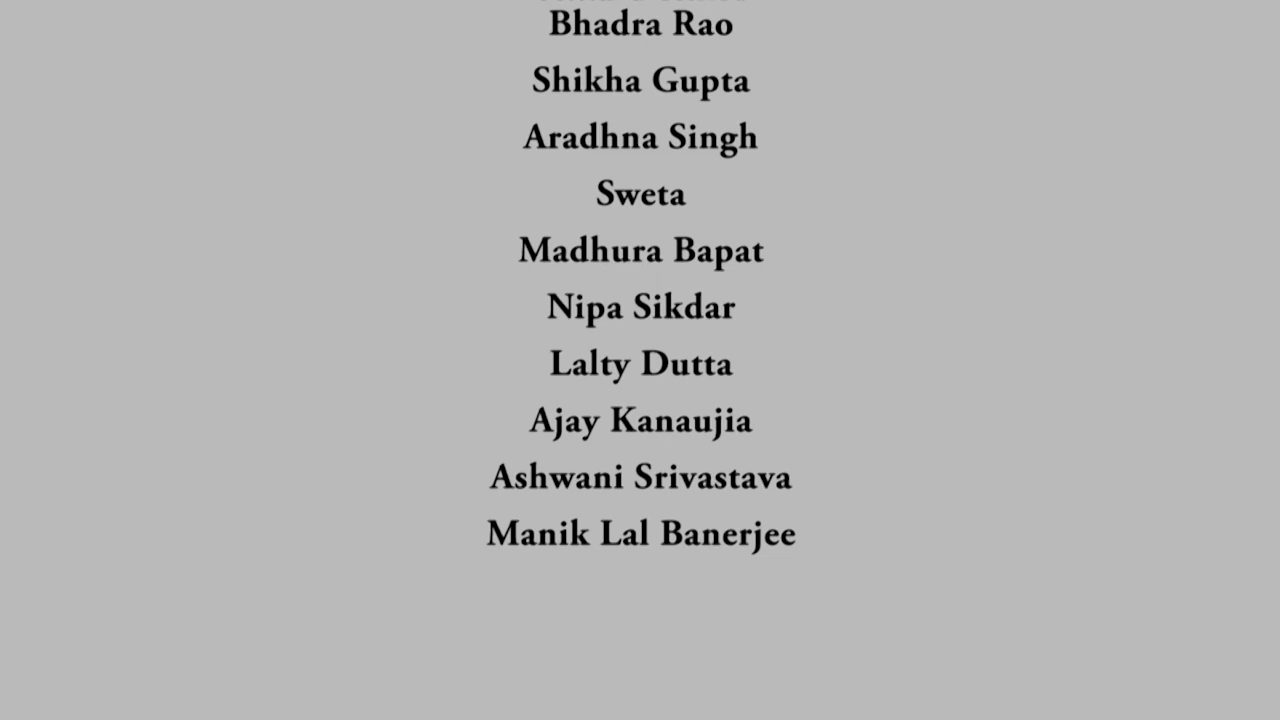 Bhadra Rao
Shikha Gupta
Aradhna Singh
Sweta
Madhura Bapat
Nipa Sikdar
Lalty Dutta
Ajay Kanaujia
Ashwani Srivastava
Manik Lal Banerjee